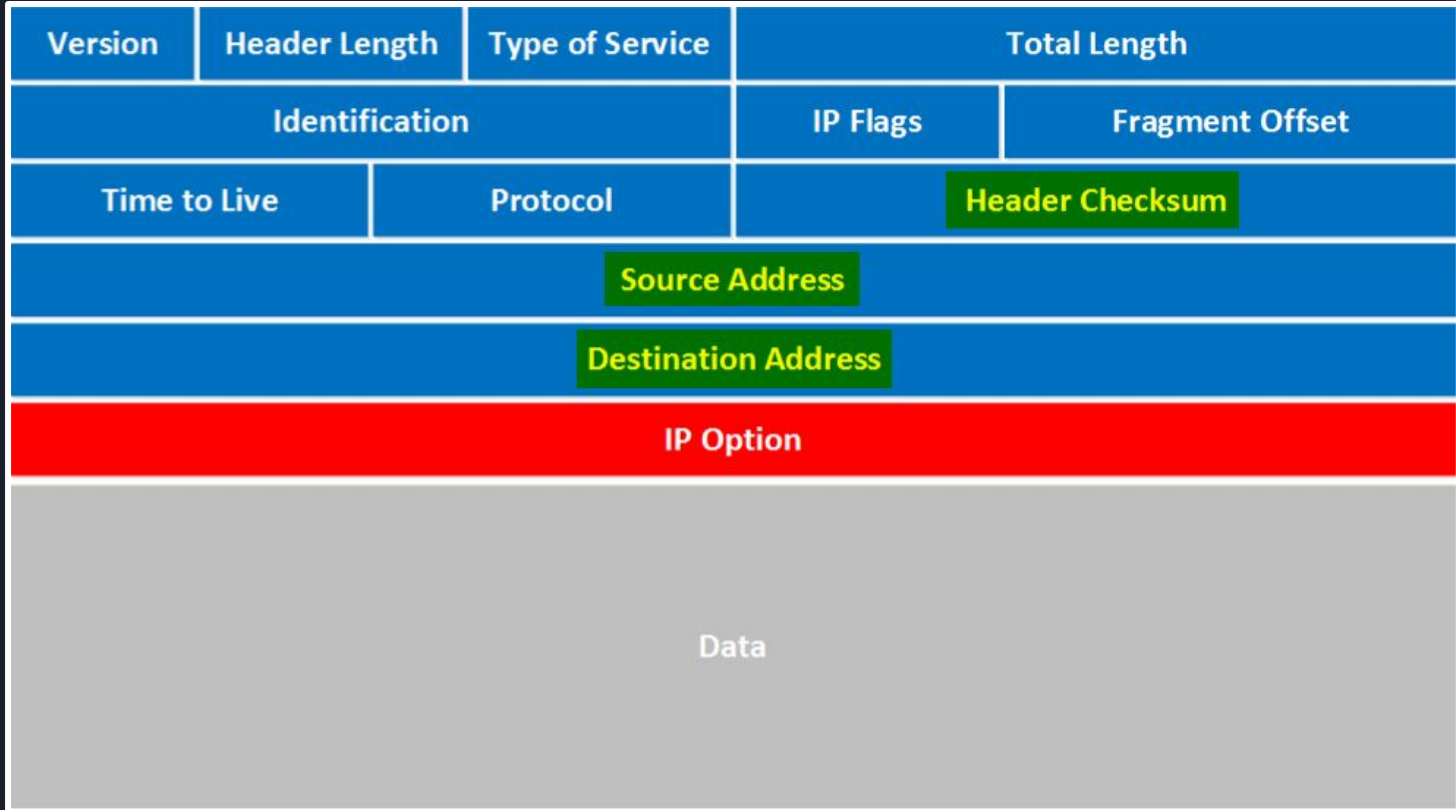 Version Header Length Type of Service Total Length
Identification IP Flags Fragment Offset
Time to Live Protocol Header Checksum
Source Address
Destination Address
IP Option
Data